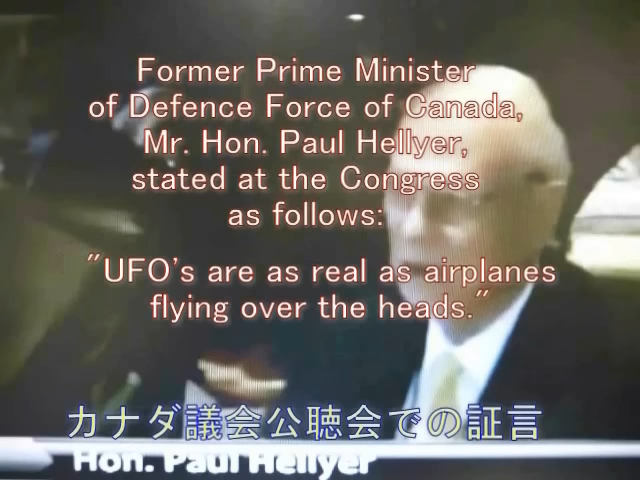 Former Prime Minister
of Defence Force of Canada,
Mr. Hon. Paul Hellyer,
stated at the Congress
as follows:
"UFO's are as real as airplanes
flying over the heads."
カナダ議会公聴会での証言
Hon. Paul Hellyer